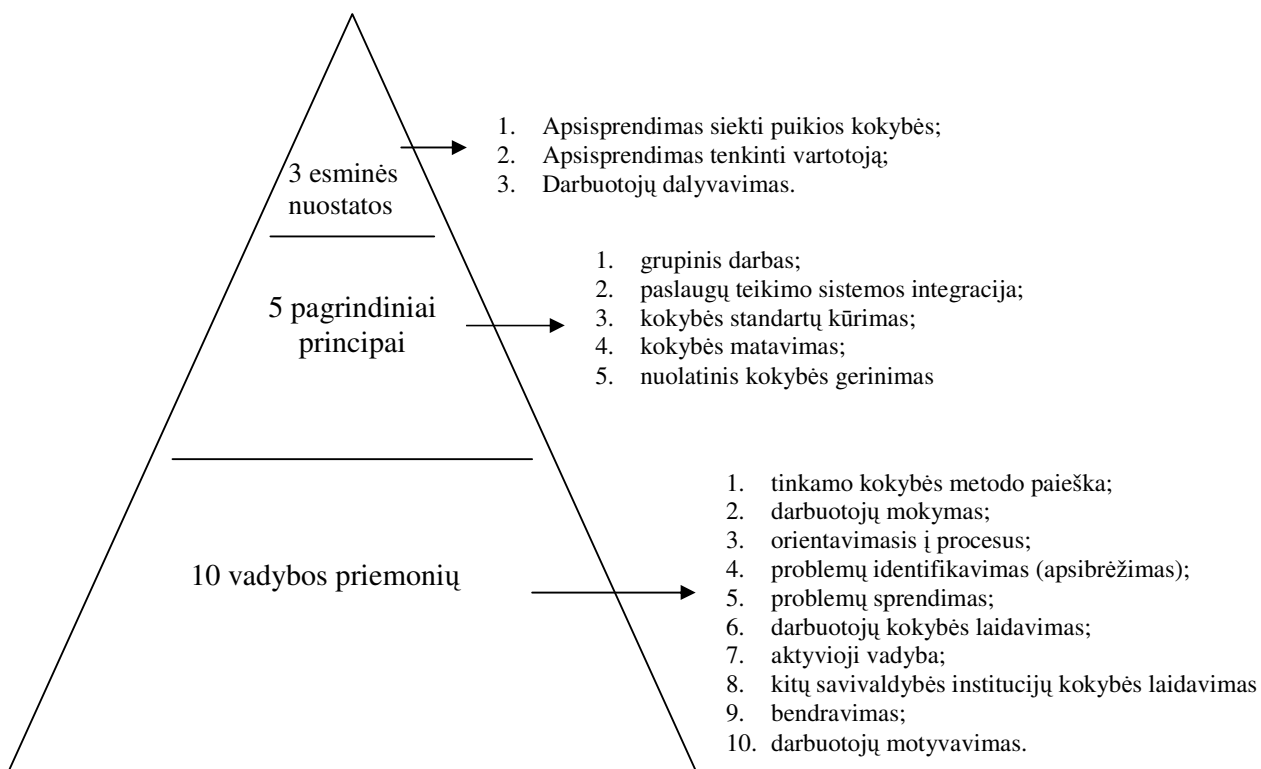 3 esminės
nuostatos
1. Apsisprendimas siekti puikios kokybės;
2. Apsisprendimas tenkinti vartotoją;
3. Darbuotojų dalyvavimas.
5 pagrindiniai
principai
1. grupinis darbas;
2. paslaugų teikimo sistemos integracija;
3. kokybės standartų kūrimas;
4. kokybės matavimas;
5. nuolatinis kokybės gerinimas
10 vadybos priemonių
1. tinkamo kokybės metodo paieška;
2. darbuotojų mokymas;
3. orientavimasis į procesus;
4. problemų identifikavimas (apsibrėžimas);
5. problemų sprendimas;
6. darbuotojų kokybės laidavimas;
7. aktyvioji vadyba;
8. kitų savivaldybės institucijų kokybės laidavimas
9. bendravimas;
10. darbuotojų motyvavimas.